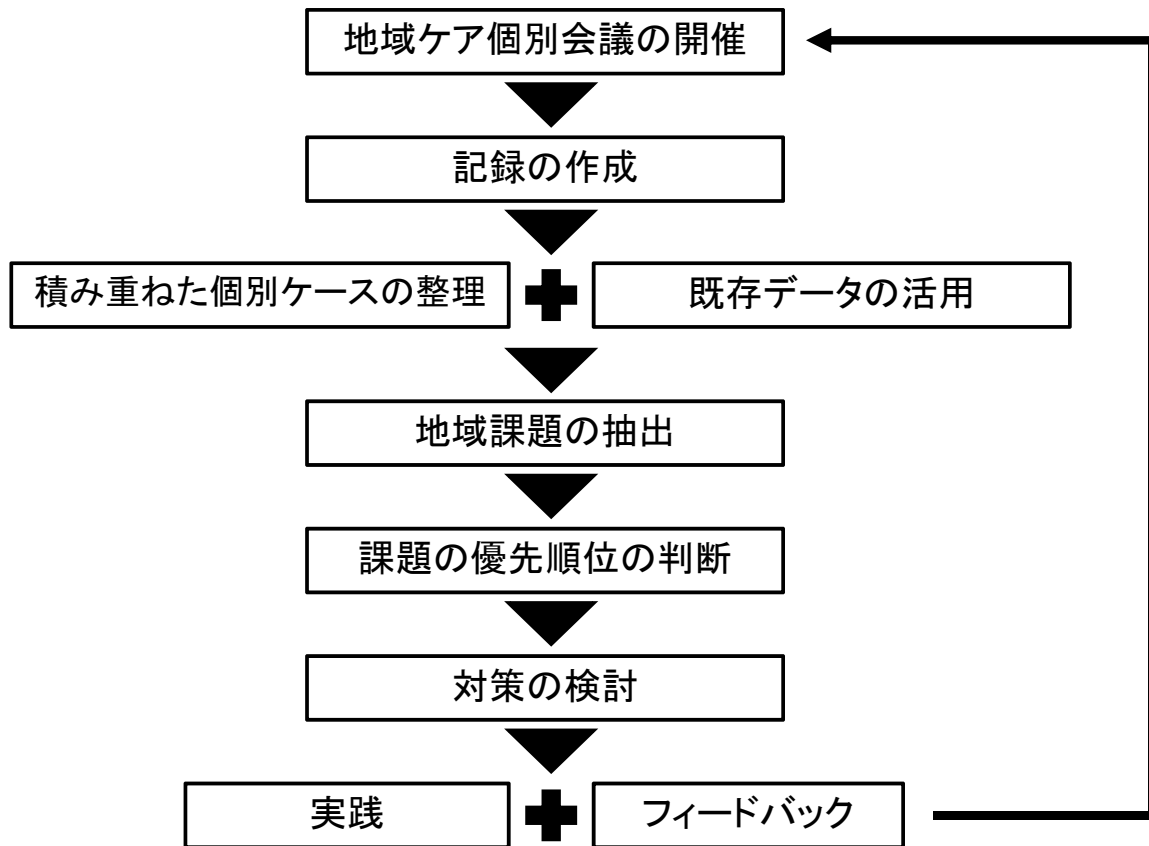 地域ケア個別会議の開催
記録の作成
積み重ねた個別ケースの整理
既存データの活用
地域課題の抽出
課題の優先順位の判断
対策の検討
実践
フィードバック